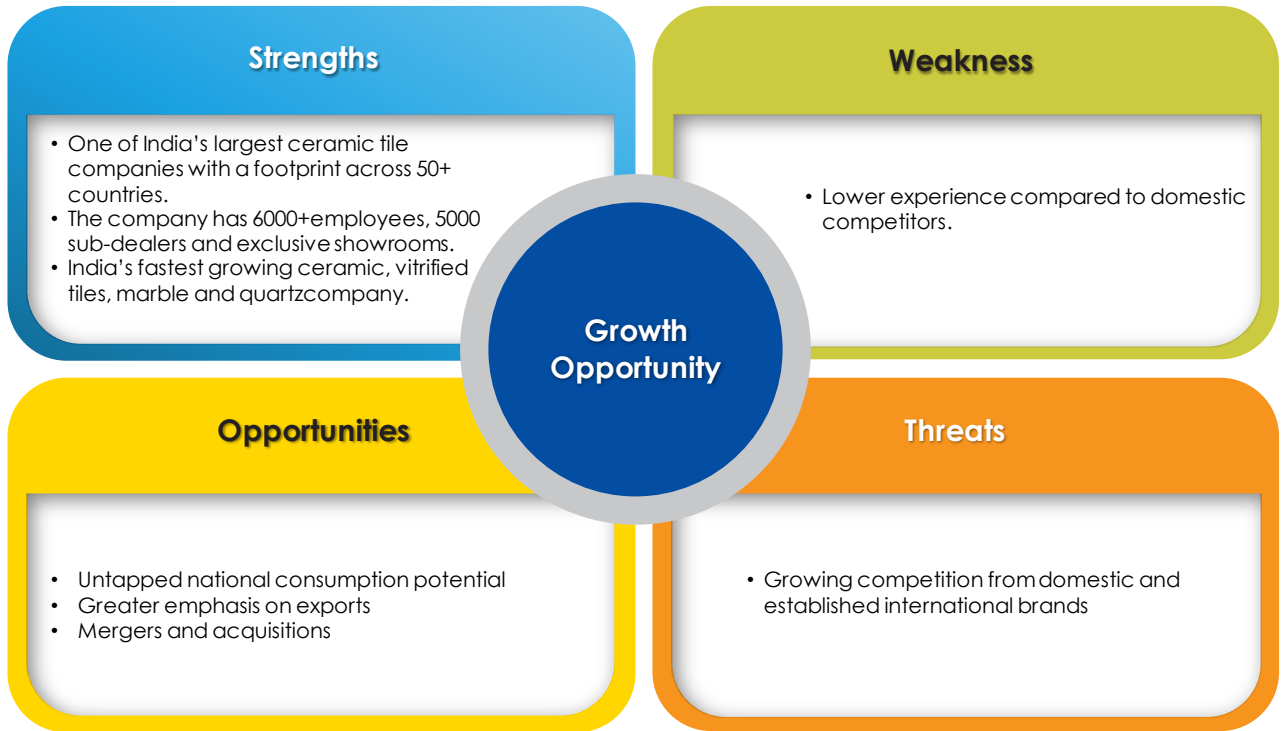 Strengths
• One of India's largest ceramic tile
companies with a footprint across 50+
countries.
• The company has 6000+employees, 5000
sub-dealers and exclusive showrooms.
• India's fastest growing ceramic, vitrified
tiles, marble and quartzcompany.
Weakness
• Lower experience compared to domestic
competitors.
Growth
Opportunity
Opportunities
• Untapped national consumption potential
• Greater emphasis on exports
• Mergers and acquisitions
Threats
• Growing competition from domestic and
established international brands